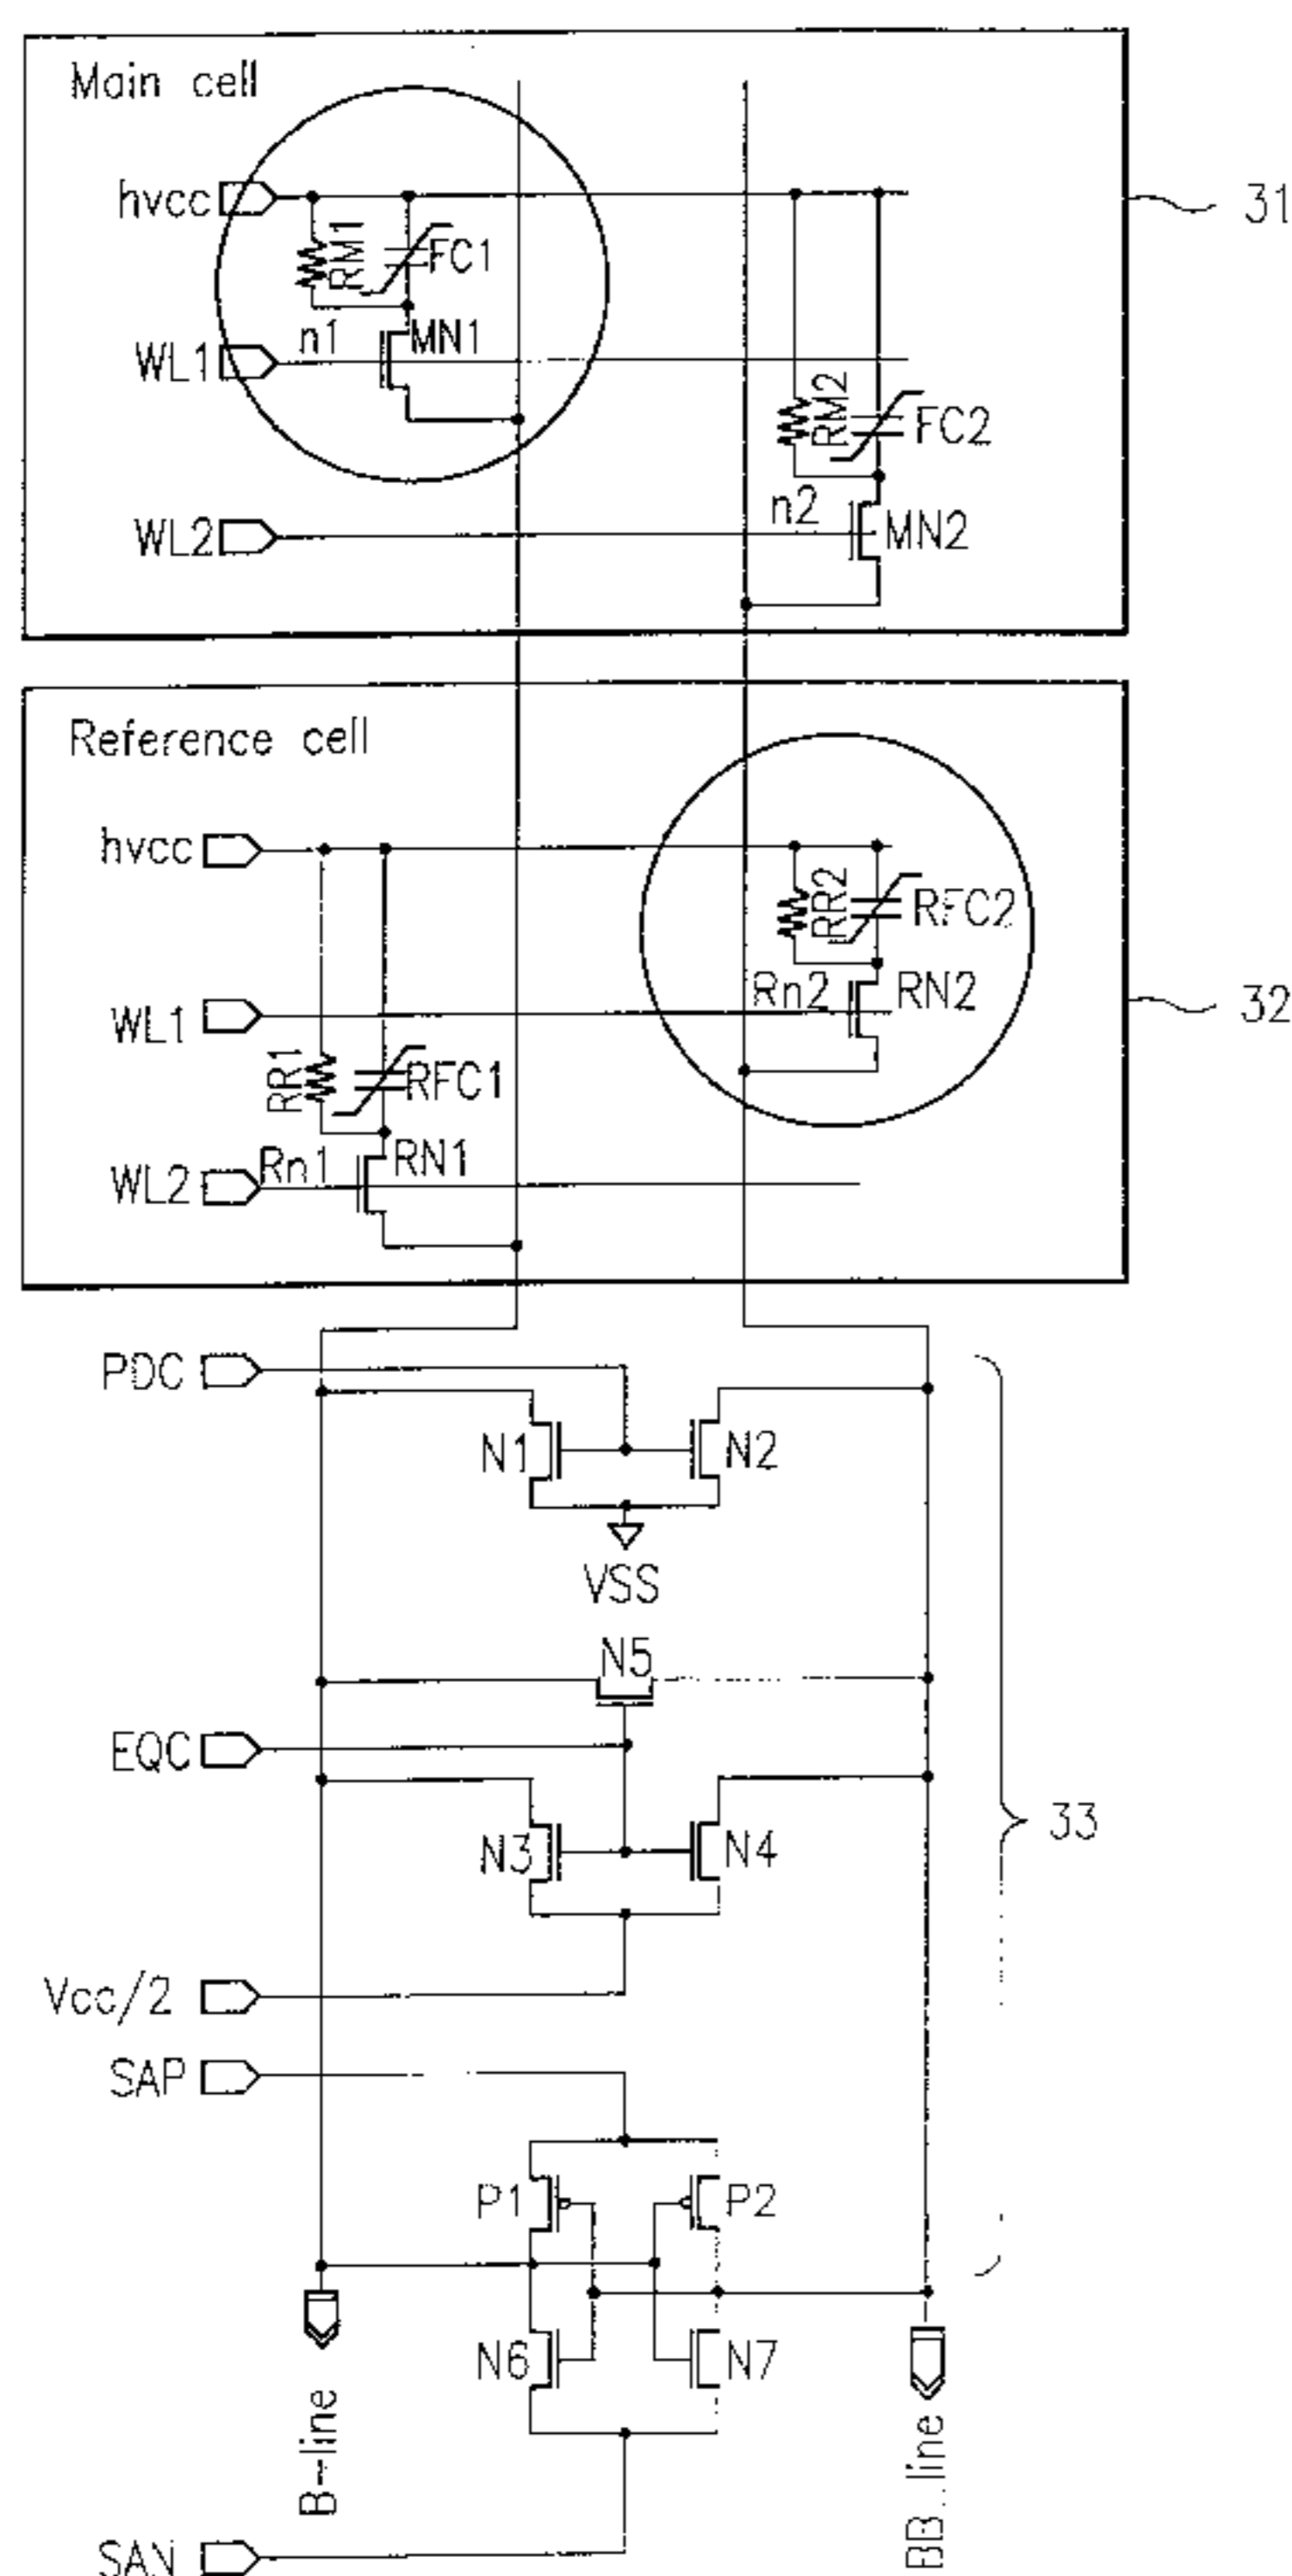 Main cell
hvcc
RM1
FC1
31
WL1
n1
MN1
RM2
FC2
WL2
n2
MN2
Reference cell
hvcc
RR2
RFC2
WL1
Rn2
RN2
32
RR1
RFC1
WL2
Rn1
RN1
PDC
N1
N2
VSS
N5
EQC
N3
N4
33
Vcc/2
SAP
P1
P2
N6
N7
B-line
BB-line
SAN